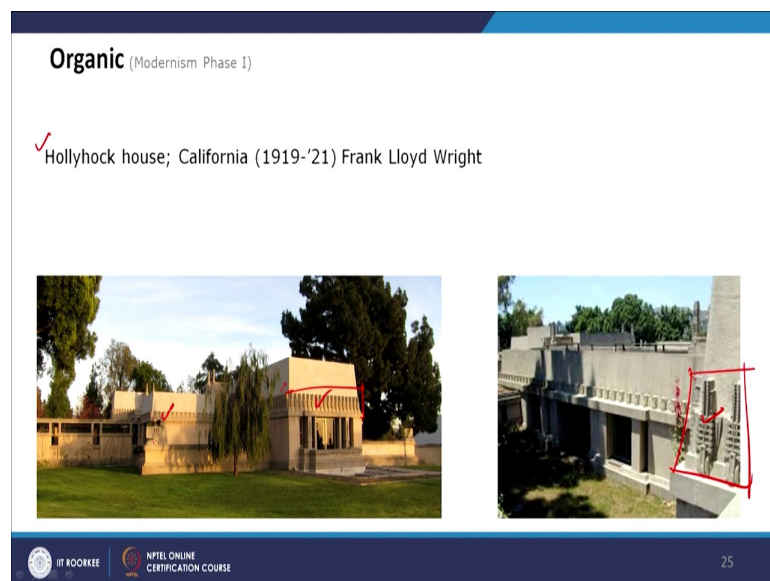 Organic (Modernism Phase I)
Hollyhock house; California (1919-’21) Frank Lloyd Wright
IIT ROORKEE
NPTEL ONLINE
CERTIFICATION COURSE
25